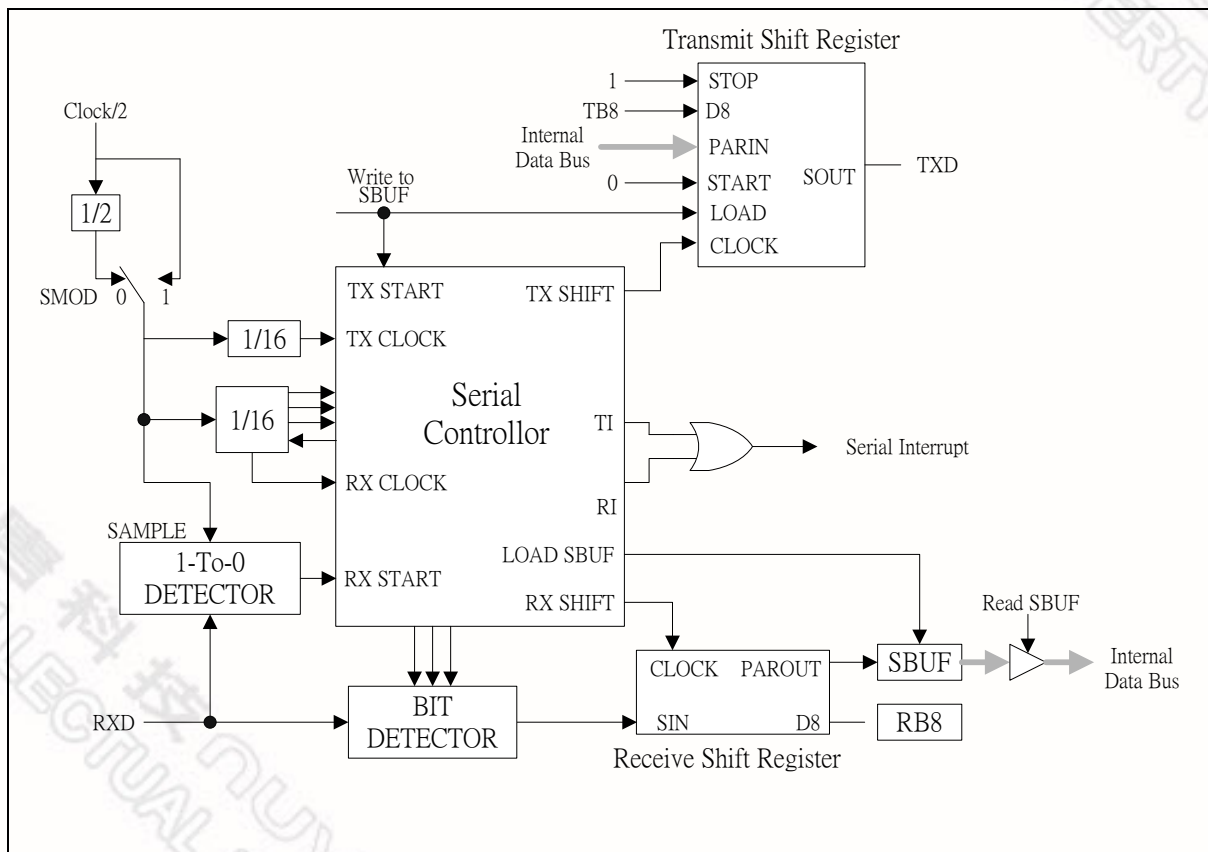 Transmit Shift Register
1
STOP
TB8
D8
Internal
Data Bus
PARIN
SOUT
TXD
0
START
LOAD
CLOCK
Clock/2
1/2
SMOD
0
1
Write to
SBUF
TX START
TX SHIFT
1/16
TX CLOCK
1/16
Serial
Controllor
TI
Serial Interrupt
RX CLOCK
RI
SAMPLE
1-To-0
DETECTOR
RX START
LOAD SBUF
RX SHIFT
Read SBUF
CLOCK
PAROUT
SBUF
Internal
Data Bus
RXD
BIT
DETECTOR
SIN
D8
RB8
Receive Shift Register
科技